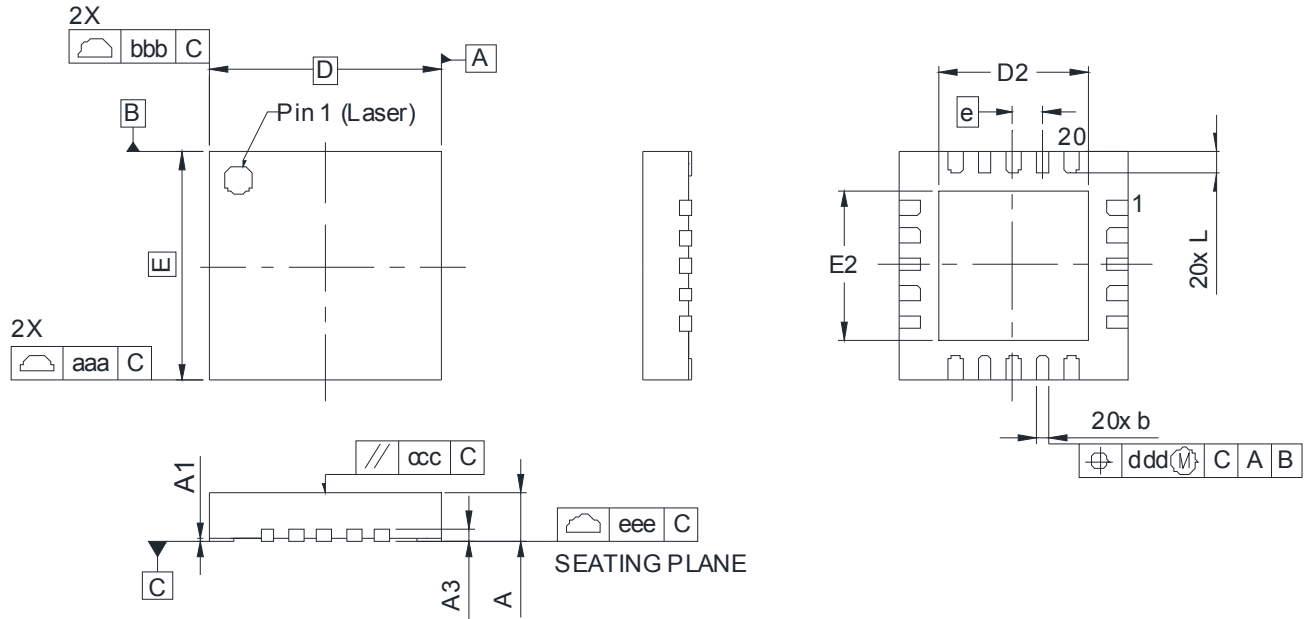 2X
bbb C
D
A
B
Pin 1 (Laser)
E
2X
aaa C
D2
e
20
1
E2
20x L
20x b
ddd M C A B
// ccc C
A1
A3
A
eee C
SEATING PLANE
C